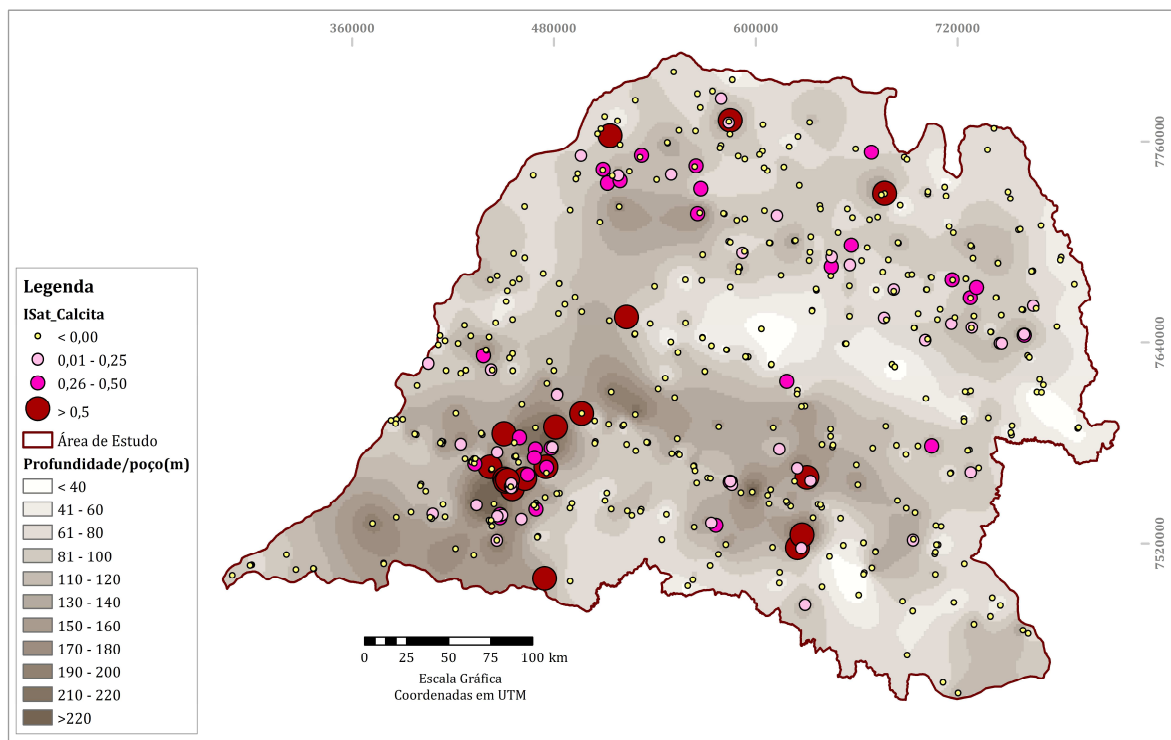 360000 480000 600000 720000
7760000
7640000
7520000
Legenda
ISat_Calcita
< 0,00
0,01 - 0,25
0,26 - 0,50
> 0,5
Área de Estudo
Profundidade/poço(m)
< 40
41 - 60
61 - 80
81 - 100
110 - 120
130 - 140
150 - 160
170 - 180
190 - 200
210 - 220
>220
0 25 50 75 100 km
Escala Gráfica
Coordenadas em UTM